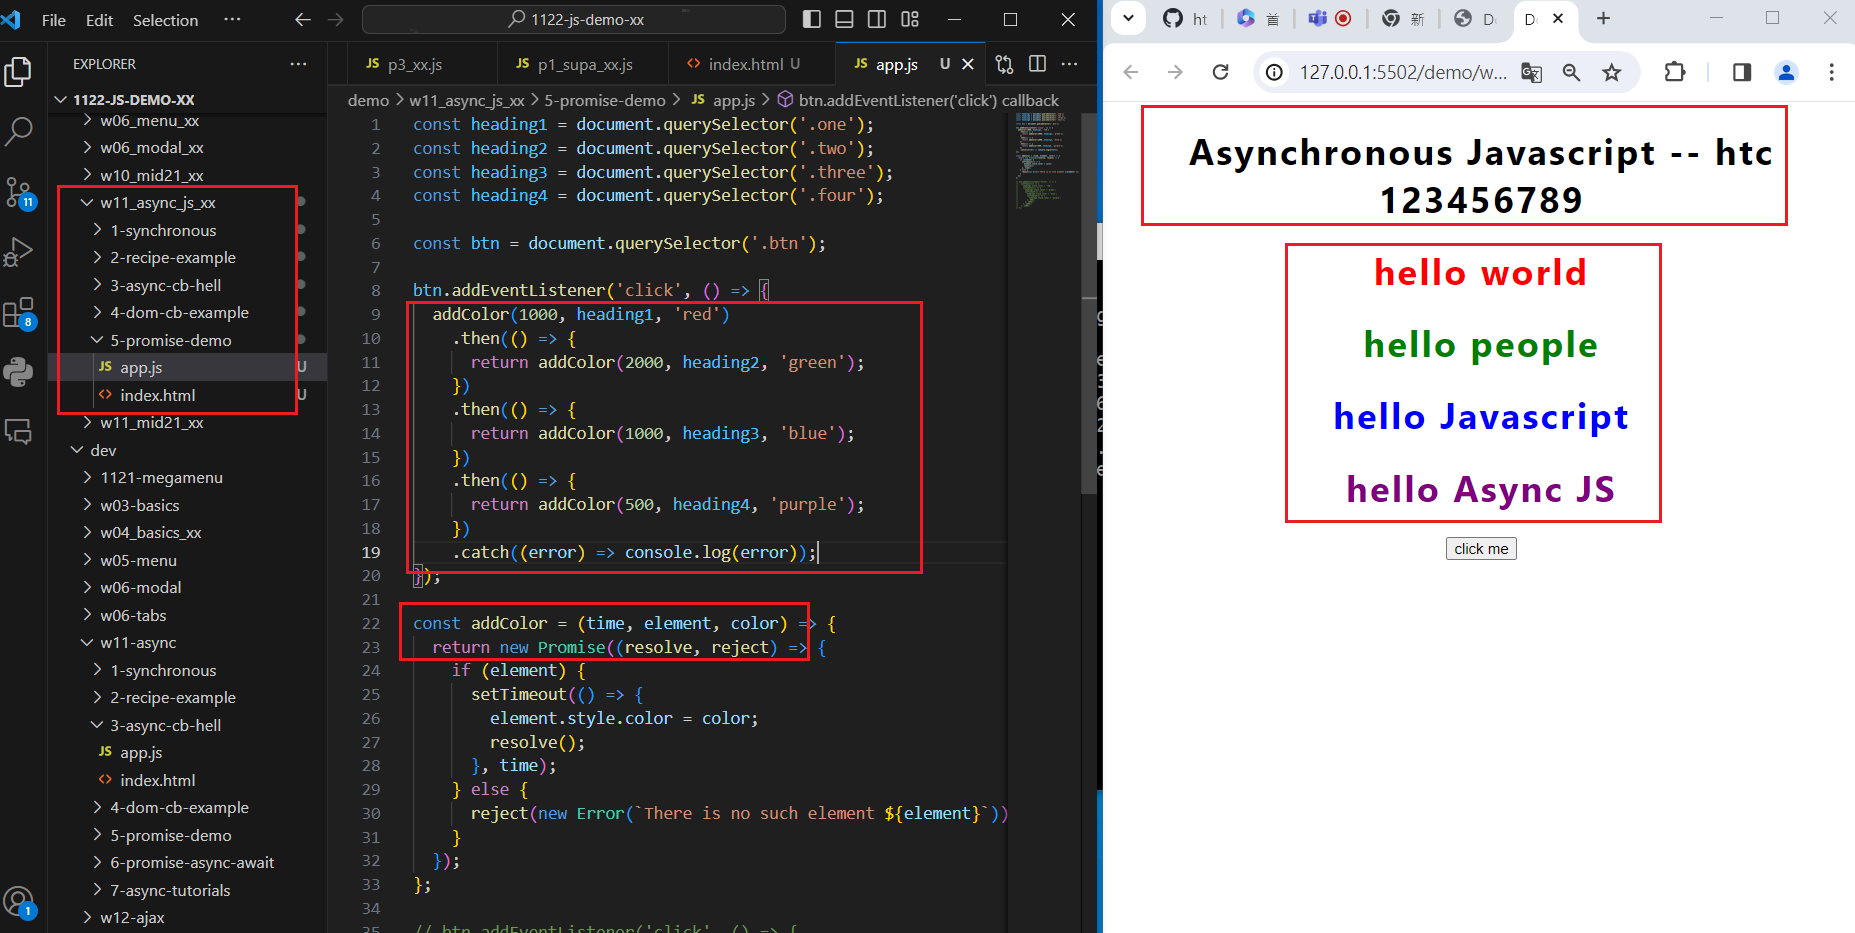 File Edit Selection ···
1122-js-demo-xx
EXPLORER ···
1122-JS-DEMO-XX
w06_menu_xx
w06_modal_xx
w10_mid21_xx
w11_async_js_xx
1-synchronous
2-recipe-example
3-async-cb-hell
4-dom-cb-example
5-promise-demo
JS app.js U
<> index.html U
w11_mid21_xx
dev
1121-megamenu
w03-basics
w04_basics_xx
w05-menu
w06-modal
w06-tabs
w11-async
1-synchronous
2-recipe-example
3-async-cb-hell
JS app.js
<> index.html
4-dom-cb-example
5-promise-demo
6-promise-async-await
7-async-tutorials
w12-ajax
11
8
1
JS p3_xx.js JS p1_supa_xx.js <> index.html U JS app.js U
demo > w11_async_js_xx > 5-promise-demo > JS app.js > btn.addEventListener('click') callback
1 const heading1 = document.querySelector('.one');
2 const heading2 = document.querySelector('.two');
3 const heading3 = document.querySelector('.three');
4 const heading4 = document.querySelector('.four');
5
6 const btn = document.querySelector('.btn');
7
8 btn.addEventListener('click', () => {
9 addColor(1000, heading1, 'red')
10 .then(() => {
11 return addColor(2000, heading2, 'green');
12 })
13 .then(() => {
14 return addColor(1000, heading3, 'blue');
15 })
16 .then(() => {
17 return addColor(500, heading4, 'purple');
18 })
19 .catch((error) => console.log(error));
20 });
21
22 const addColor = (time, element, color) => {
23 return new Promise((resolve, reject) => {
24 if (element) {
25 setTimeout(() => {
26 element.style.color = color;
27 resolve();
28 }, time);
29 } else {
30 reject(new Error(`There is no such element ${element}`))
31 }
32 });
33 };
34
35 // btn.addEventListener('click', () => {
ht 首 新 D D
127.0.0.1:5502/demo/w...
Asynchronous Javascript -- htc
123456789
hello world
hello people
hello Javascript
hello Async JS
click me